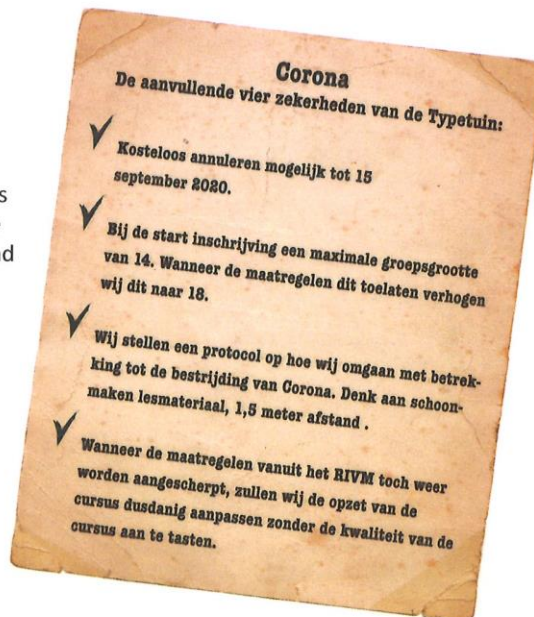 Corona
De aanvullende vier zekerheden van de Typetuin:
Kosteloos annuleren mogelijk tot 15
september 2020.
Bij de start inschrijving een maximale groepsgrootte
van 14. Wanneer de maatregelen dit toelaten verhogen
wij dit naar 18.
Wij stellen een protocol op hoe wij omgaan met betrek-
king tot de bestrijding van Corona. Denk aan schoon-
maken lesmateriaal, 1,5 meter afstand .
Wanneer de maatregelen vanuit het RIVM toch weer
worden aangescherpt, zullen wij de opzet van de
cursus dusdanig aanpassen zonder de kwaliteit van de
cursus aan te tasten.